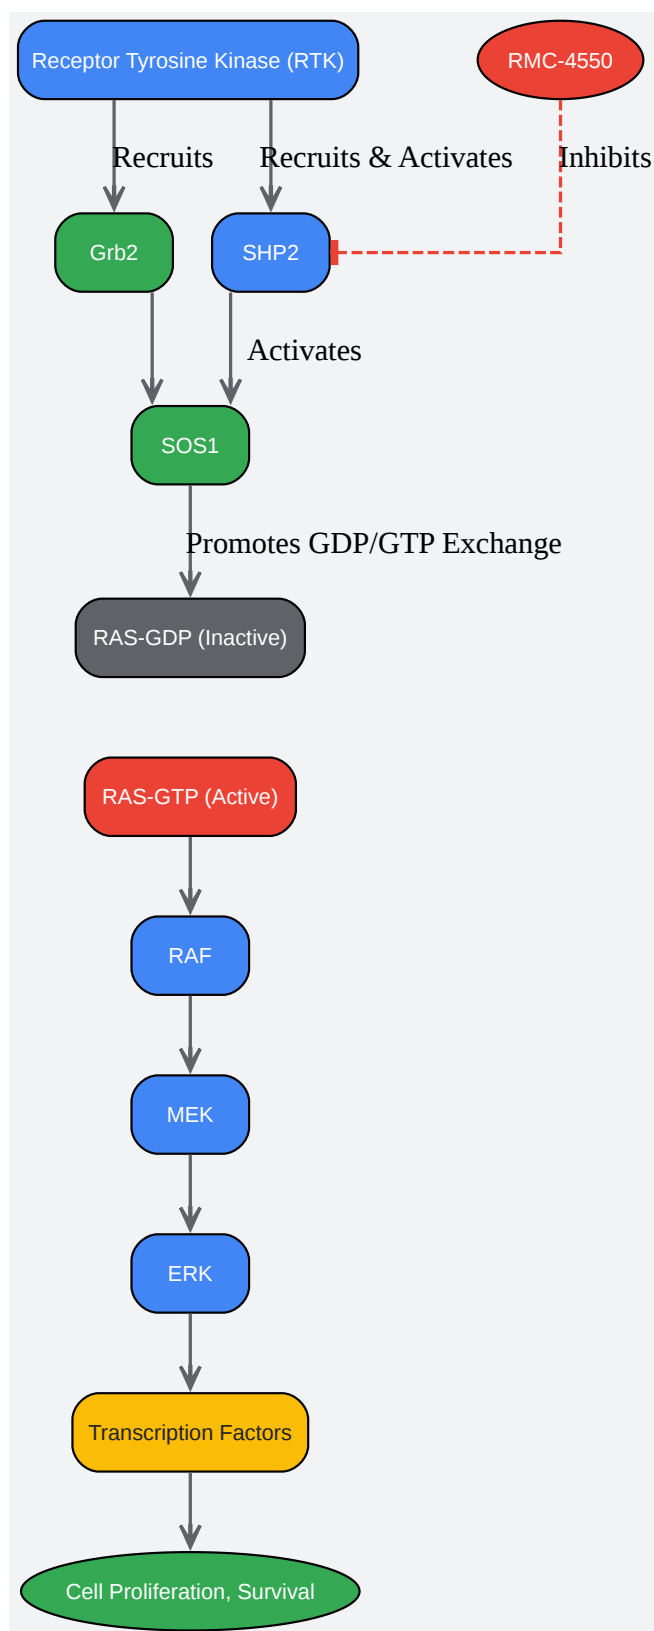 Receptor Tyrosine Kinase (RTK)
RMC-4550
Recruits
Recruits & Activates
Inhibits
Grb2
SHP2
Activates
SOS1
Promotes GDP/GTP Exchange
RAS-GDP (Inactive)
RAS-GTP (Active)
RAF
MEK
ERK
Transcription Factors
Cell Proliferation, Survival